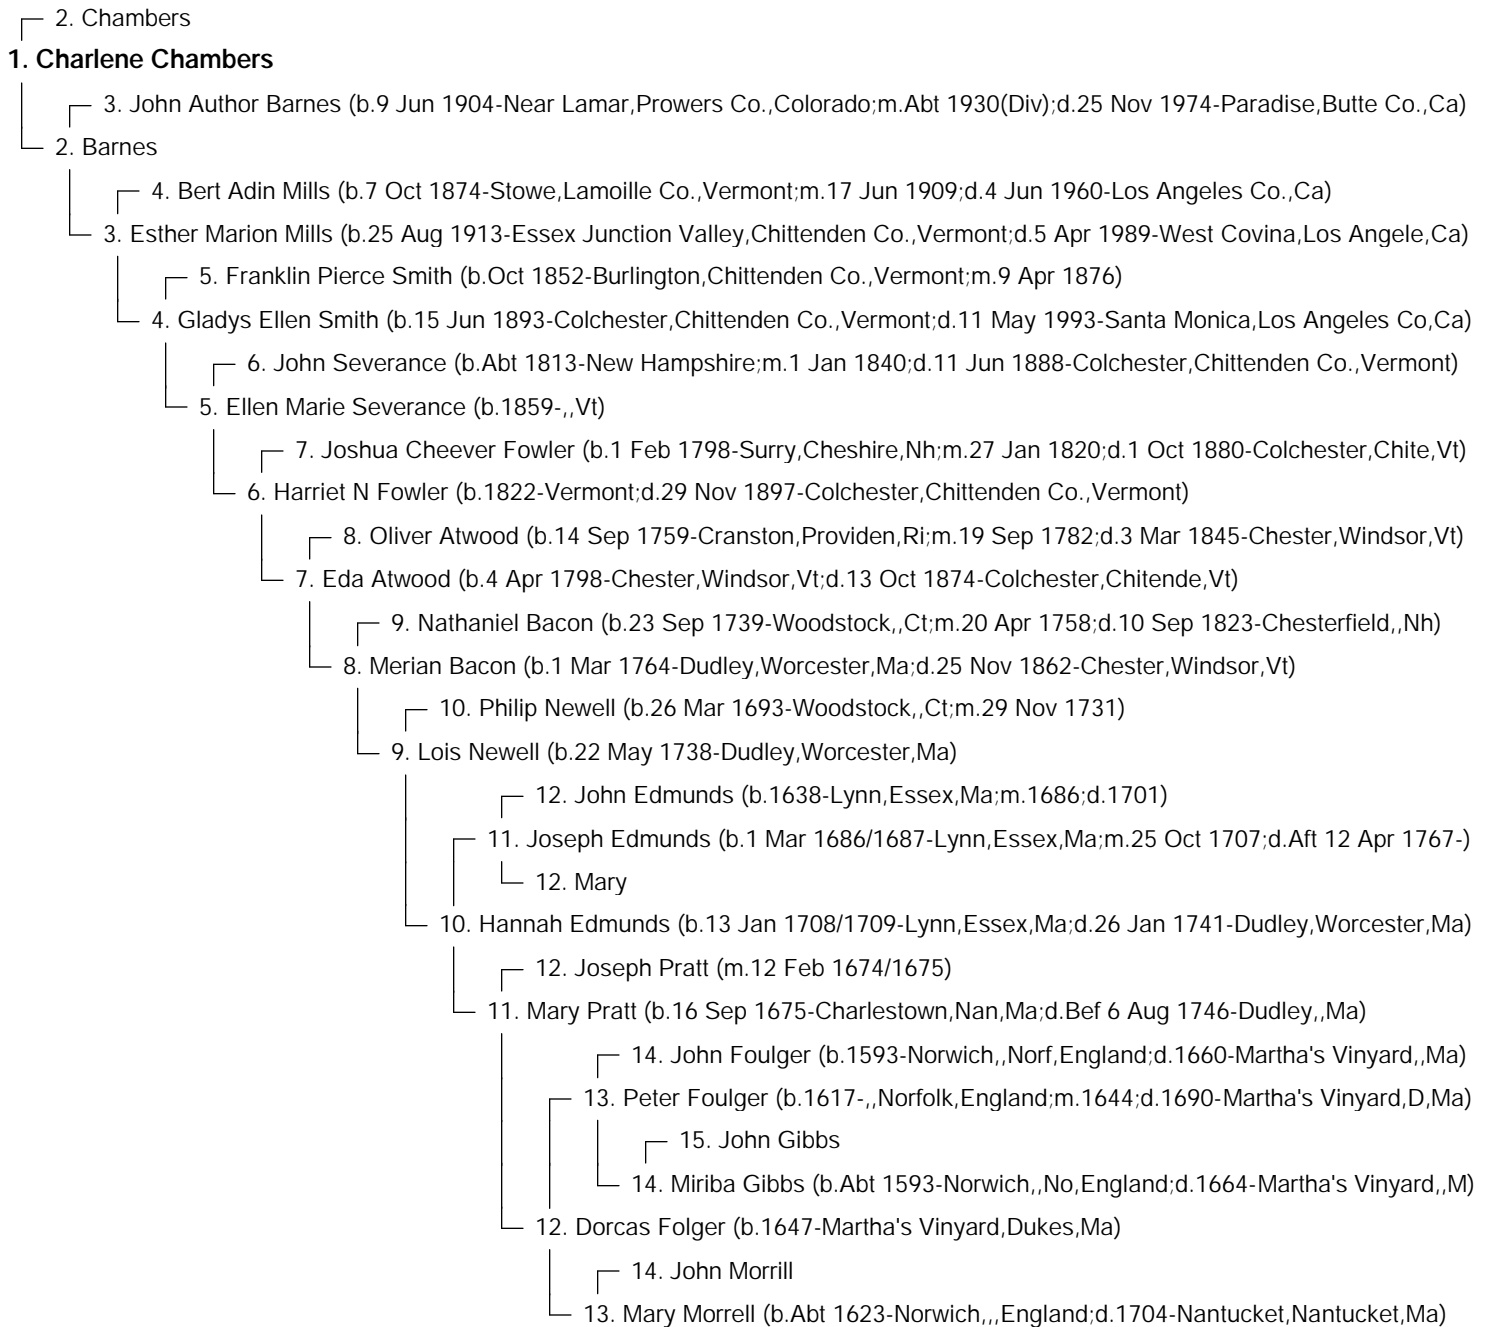 2. Chambers
1. Charlene Chambers
3. John Author Barnes (b.9 Jun 1904-Near Lamar,Prowers Co.,Colorado;m.Abt 1930(Div);d.25 Nov 1974-Paradise,Butte Co.,Ca)
2. Barnes
4. Bert Adin Mills (b.7 Oct 1874-Stowe,Lamoille Co.,Vermont;m.17 Jun 1909;d.4 Jun 1960-Los Angeles Co.,Ca)
3. Esther Marion Mills (b.25 Aug 1913-Essex Junction Valley,Chittenden Co.,Vermont;d.5 Apr 1989-West Covina,Los Angele,Ca)
5. Franklin Pierce Smith (b.Oct 1852-Burlington,Chittenden Co.,Vermont;m.9 Apr 1876)
4. Gladys Ellen Smith (b.15 Jun 1893-Colchester,Chittenden Co.,Vermont;d.11 May 1993-Santa Monica,Los Angeles Co,Ca)
6. John Severance (b.Abt 1813-New Hampshire;m.1 Jan 1840;d.11 Jun 1888-Colchester,Chittenden Co.,Vermont)
5. Ellen Marie Severance (b.1859-,,Vt)
7. Joshua Cheever Fowler (b.1 Feb 1798-Surry,Cheshire,Nh;m.27 Jan 1820;d.1 Oct 1880-Colchester,Chite,Vt)
6. Harriet N Fowler (b.1822-Vermont;d.29 Nov 1897-Colchester,Chittenden Co.,Vermont)
8. Oliver Atwood (b.14 Sep 1759-Cranston,Providen,Ri;m.19 Sep 1782;d.3 Mar 1845-Chester,Windsor,Vt)
7. Eda Atwood (b.4 Apr 1798-Chester,Windsor,Vt;d.13 Oct 1874-Colchester,Chitende,Vt)
9. Nathaniel Bacon (b.23 Sep 1739-Woodstock,,Ct;m.20 Apr 1758;d.10 Sep 1823-Chesterfield,,Nh)
8. Merian Bacon (b.1 Mar 1764-Dudley,Worcester,Ma;d.25 Nov 1862-Chester,Windsor,Vt)
10. Philip Newell (b.26 Mar 1693-Woodstock,,Ct;m.29 Nov 1731)
9. Lois Newell (b.22 May 1738-Dudley,Worcester,Ma)
12. John Edmunds (b.1638-Lynn,Essex,Ma;m.1686;d.1701)
11. Joseph Edmunds (b.1 Mar 1686/1687-Lynn,Essex,Ma;m.25 Oct 1707;d.Aft 12 Apr 1767-)
12. Mary
10. Hannah Edmunds (b.13 Jan 1708/1709-Lynn,Essex,Ma;d.26 Jan 1741-Dudley,Worcester,Ma)
12. Joseph Pratt (m.12 Feb 1674/1675)
11. Mary Pratt (b.16 Sep 1675-Charlestown,Nan,Ma;d.Bef 6 Aug 1746-Dudley,,Ma)
14. John Foulger (b.1593-Norwich,,Norf,England;d.1660-Martha's Vinyard,,Ma)
13. Peter Foulger (b.1617-,,Norfolk,England;m.1644;d.1690-Martha's Vinyard,D,Ma)
15. John Gibbs
14. Miriba Gibbs (b.Abt 1593-Norwich,,No,England;d.1664-Martha's Vinyard,,M)
12. Dorcas Folger (b.1647-Martha's Vinyard,Dukes,Ma)
14. John Morrill
13. Mary Morrell (b.Abt 1623-Norwich,,,England;d.1704-Nantucket,Nantucket,Ma)